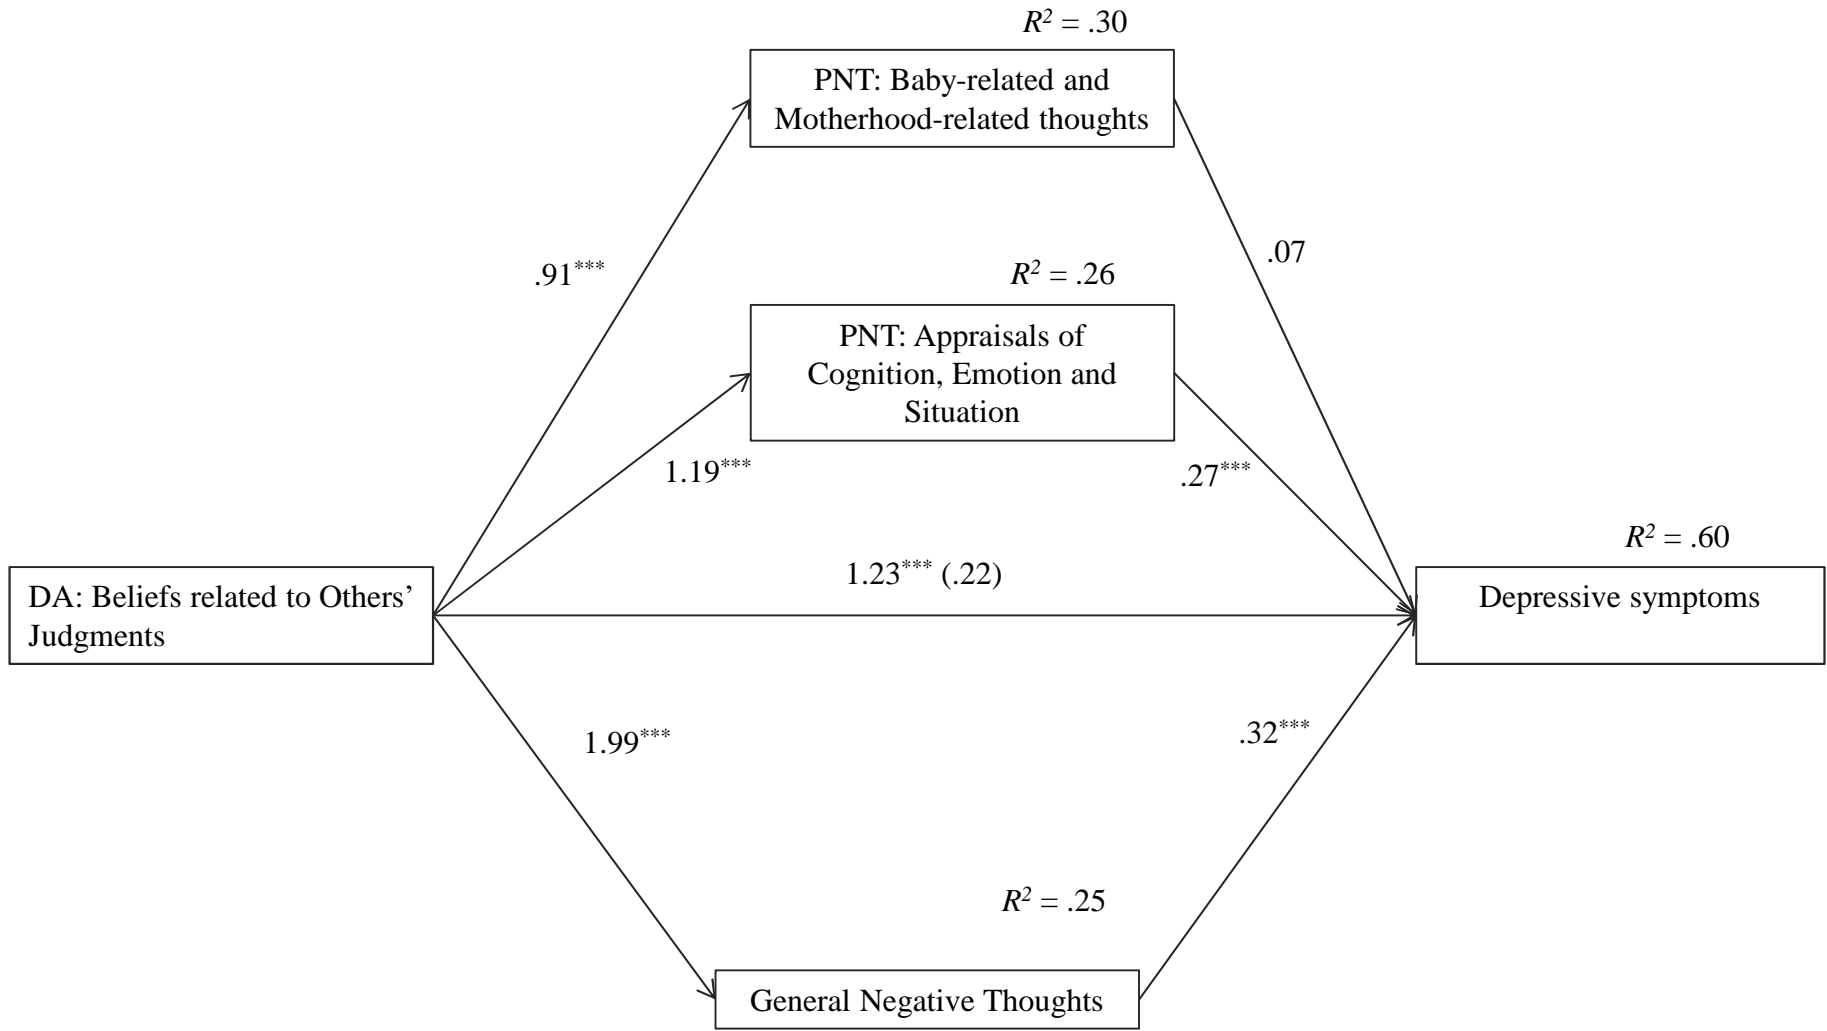 R² = .30
PNT: Baby-related and
Motherhood-related thoughts
.91***
.07
R² = .26
PNT: Appraisals of
Cognition, Emotion and
Situation
1.19***
.27***
R² = .60
1.23*** (.22)
DA: Beliefs related to Others’
Judgments
Depressive symptoms
1.99***
.32***
R² = .25
General Negative Thoughts